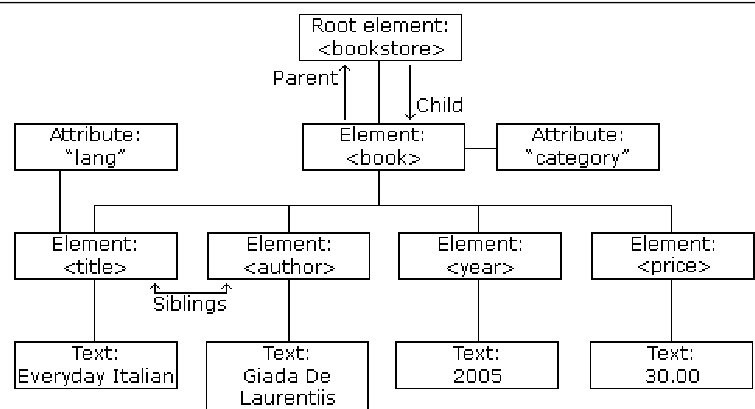 Root element:
<bookstore>
Parent
Child
Attribute:
"lang"
Element:
<book>
Attribute:
"category"
Element:
<title>
Element:
<author>
Element:
<year>
Element:
<price>
Siblings
Text:
Everyday Italian
Text:
Giada De
Laurentiis
Text:
2005
Text:
30.00